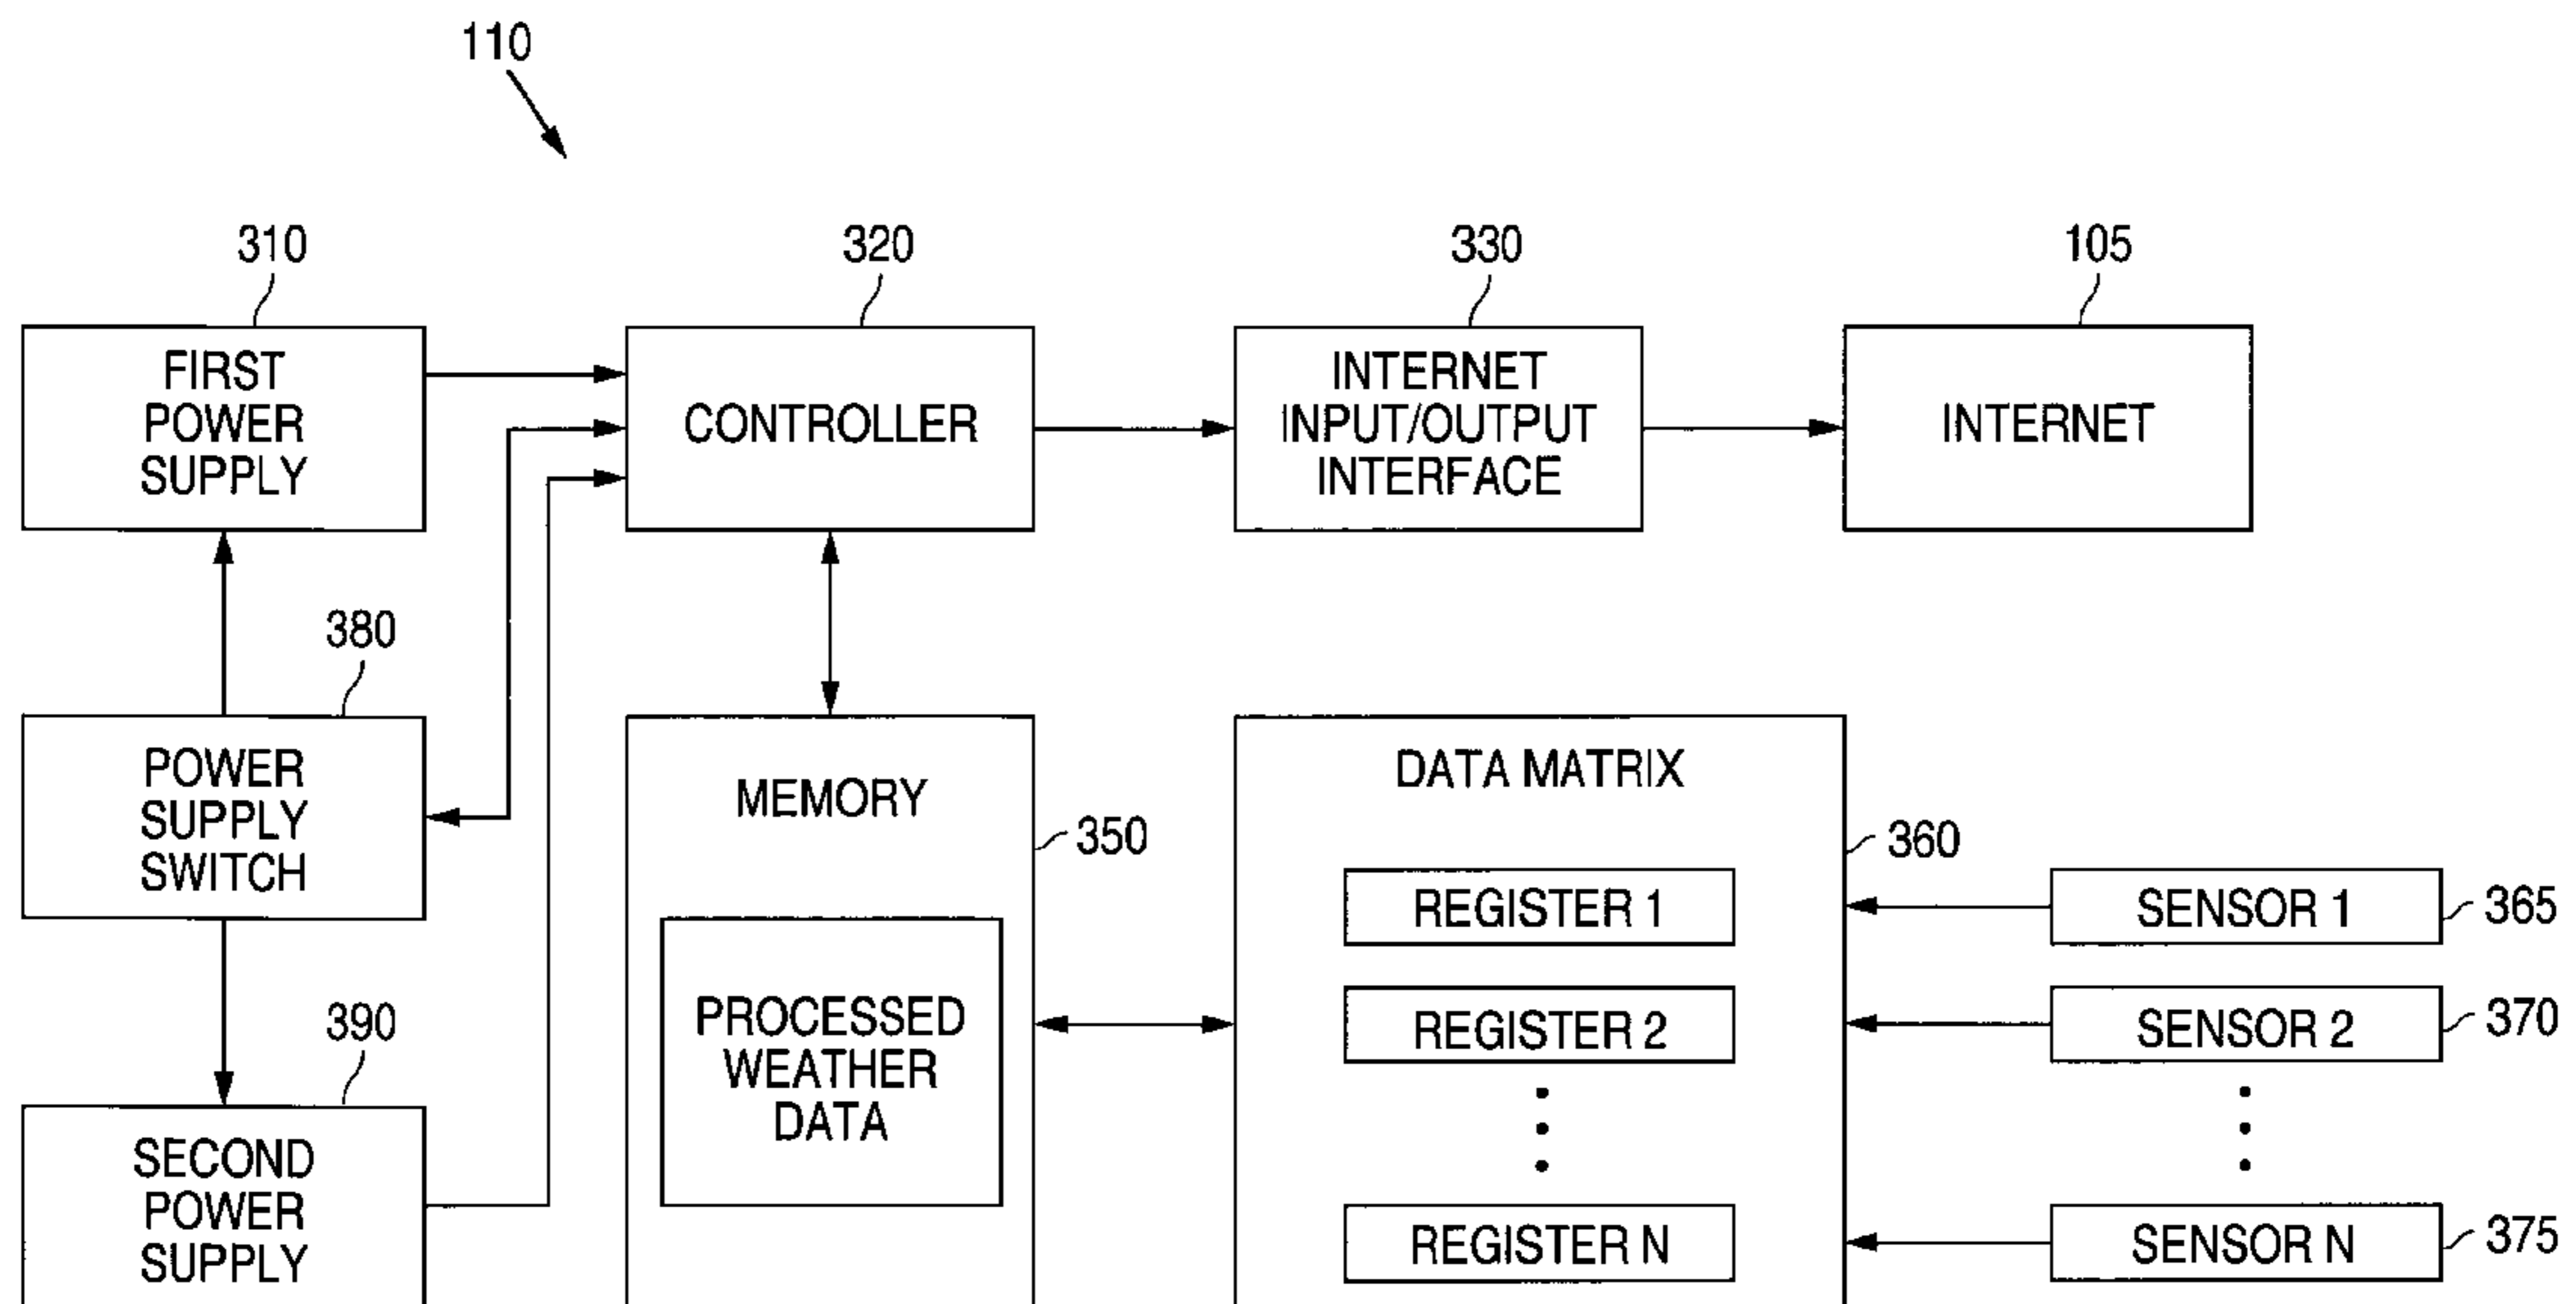 110
310
320
330
105
FIRST
POWER
SUPPLY
CONTROLLER
INTERNET
INPUT/OUTPUT
INTERFACE
INTERNET
380
POWER
SUPPLY
SWITCH
MEMORY
350
PROCESSED
WEATHER
DATA
DATA MATRIX
360
REGISTER 1
REGISTER 2
REGISTER N
SENSOR 1
365
SENSOR 2
370
SENSOR N
375
390
SECOND
POWER
SUPPLY